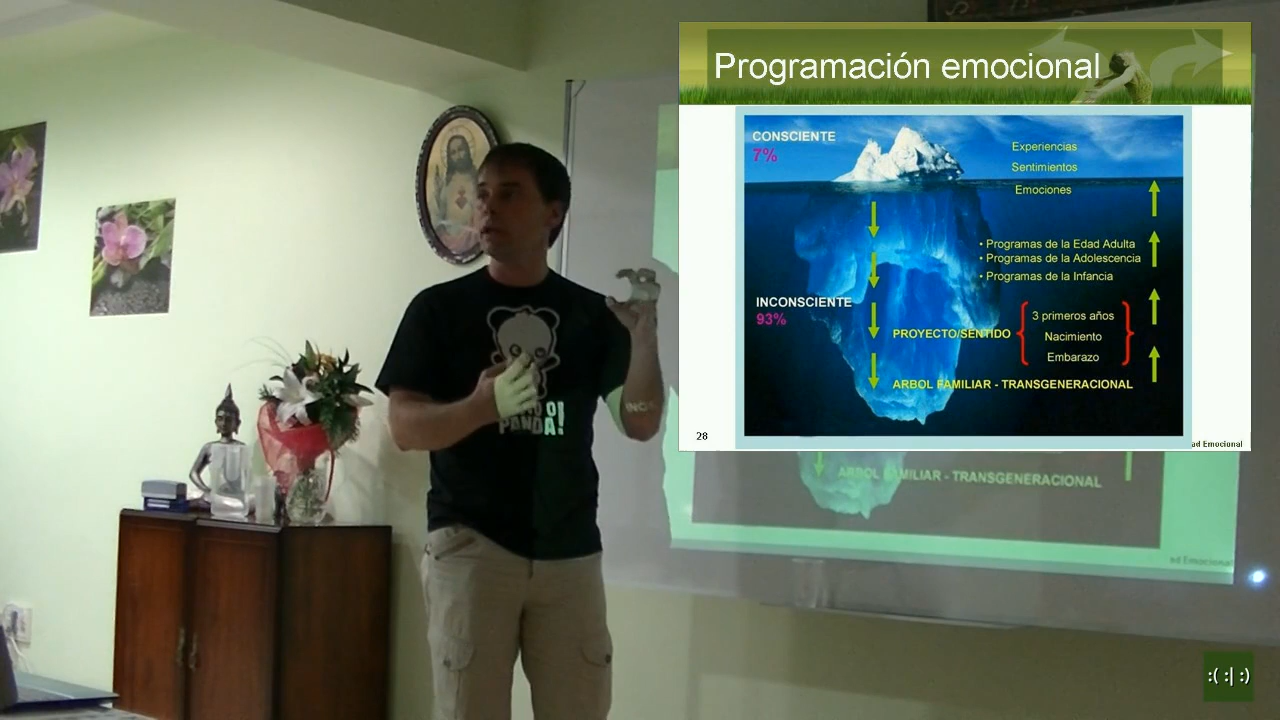 Programación emocional
CONSCIENTE
7%
Experiencias
Sentimientos
Emociones
• Programas de la Edad Adulta
• Programas de la Adolescencia
• Programas de la Infancia
INCONSCIENTE
93%
PROYECTO/SENTIDO
3 primeros años
Nacimiento
Embarazo
ARBOL FAMILIAR - TRANSGENERACIONAL
28
ad Emocional
PANDA!
ARBOL FAMILIAR - TRANSGENERACIONAL
ad Emocional
:( :| :)